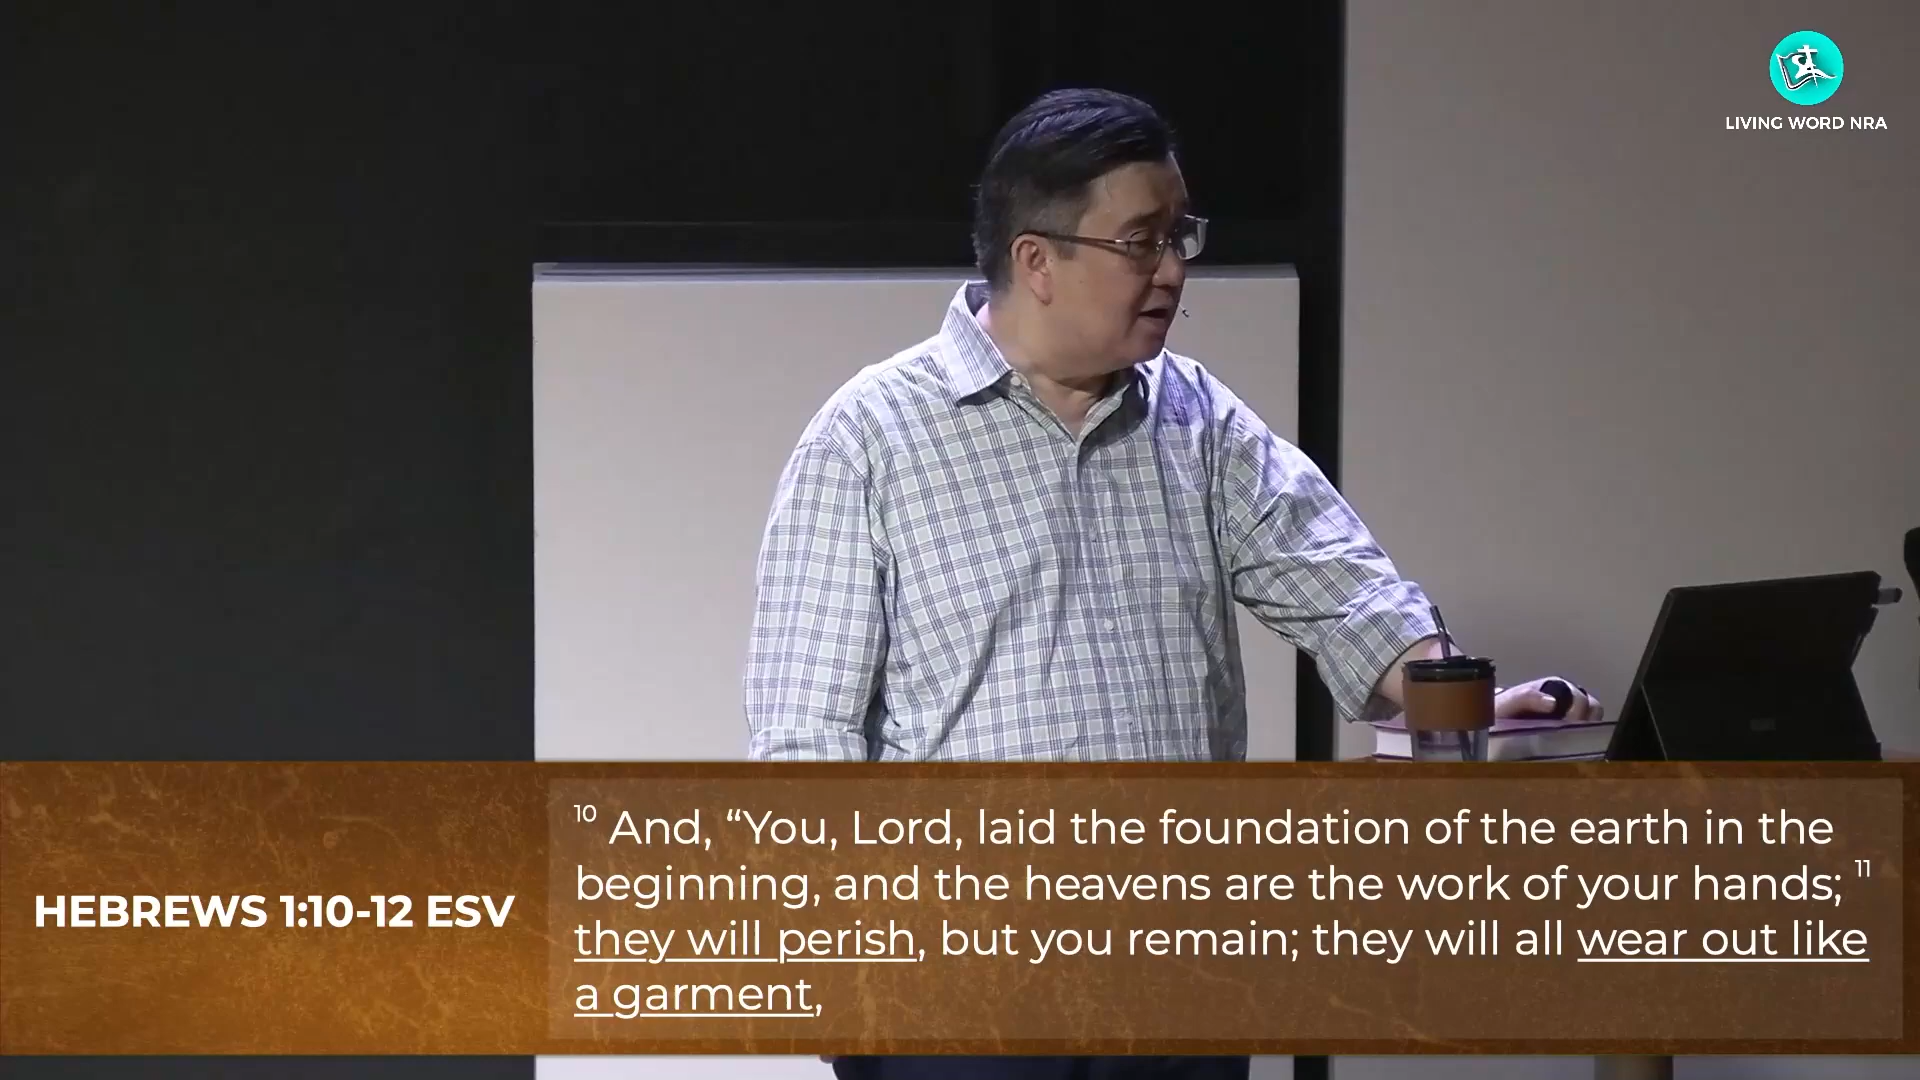 LIVING WORD NRA
HEBREWS 1:10-12 ESV
10 And, “You, Lord, laid the foundation of the earth in the
beginning, and the heavens are the work of your hands; 11
they will perish, but you remain; they will all wear out like
a garment,